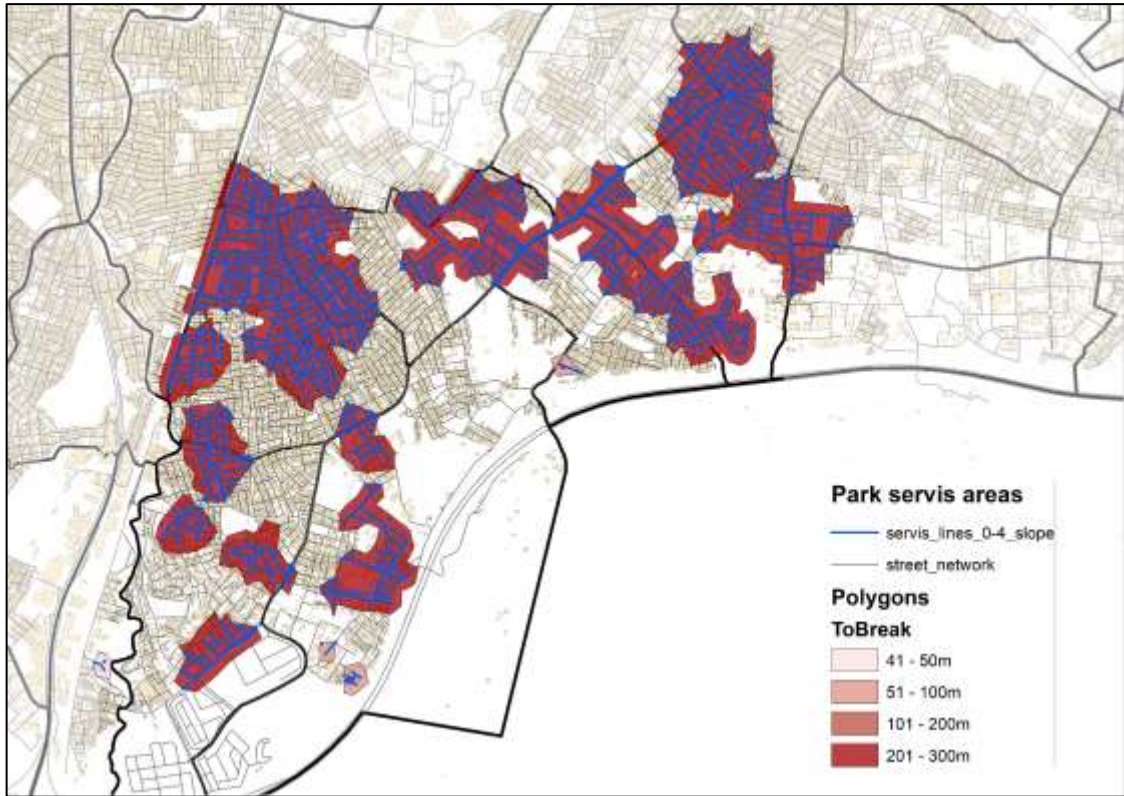 Park servis areas
servis_lines_0-4_slope
street_network
Polygons
ToBreak
41 - 50m
51 - 100m
101 - 200m
201 - 300m